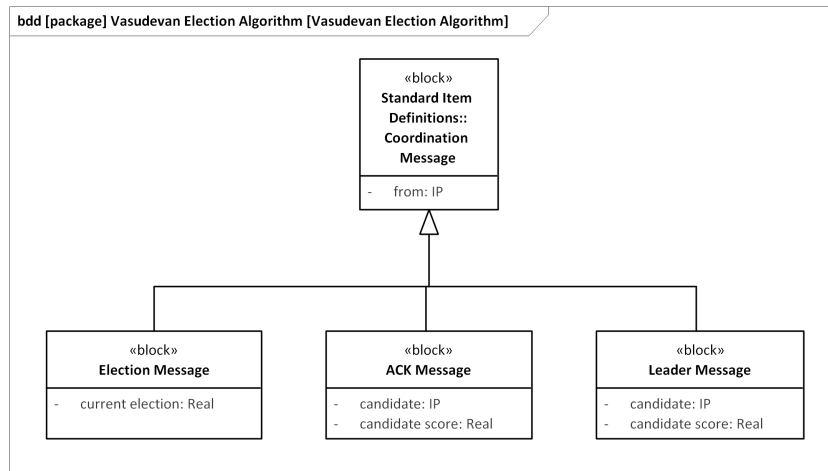 bdd [package] Vasudevan Election Algorithm [Vasudevan Election Algorithm]
«block»
Standard Item
Definitions::
Coordination
Message
- from: IP
«block»
Election Message
- current election: Real
«block»
ACK Message
- candidate: IP
- candidate score: Real
«block»
Leader Message
- candidate: IP
- candidate score: Real